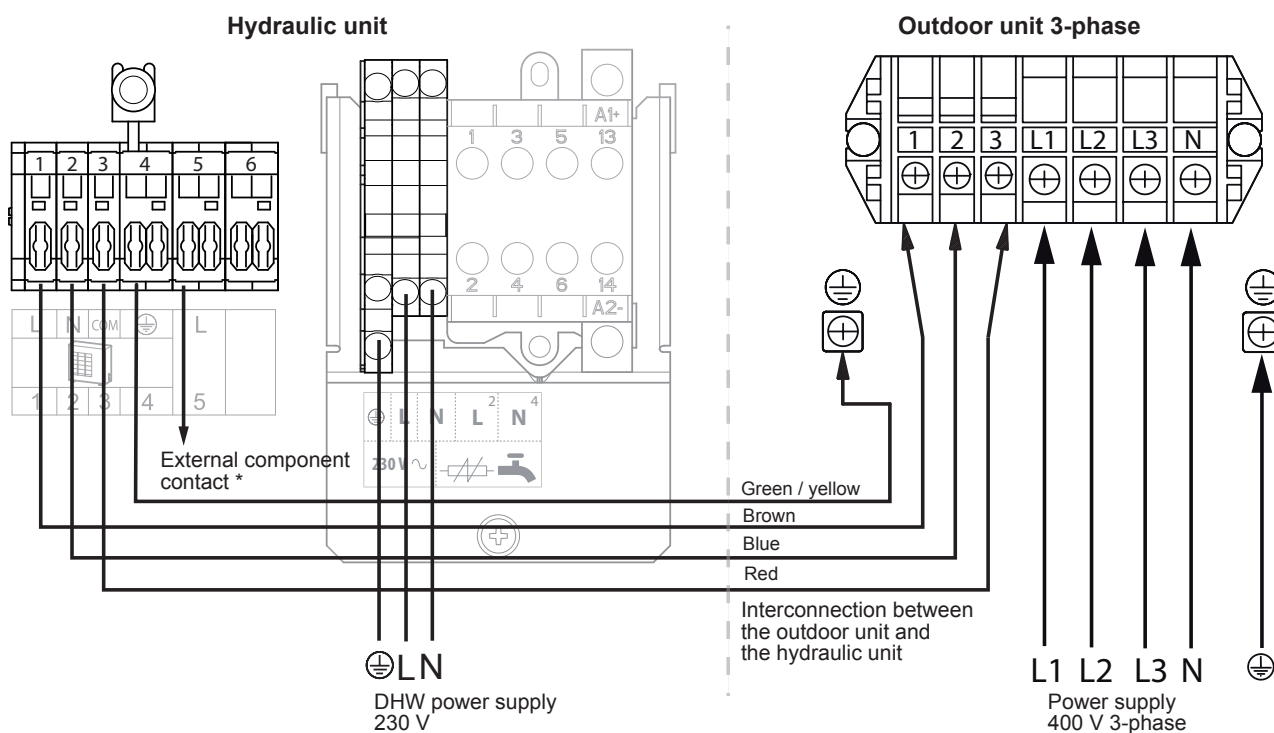 Hydraulic unit
Outdoor unit 3-phase
1 2 3 4 5 6
A1+
1 3 5 13
2 4 6 14
A2-
1 2 3 L1 L2 L3 N
L N COM L
1 2 3 4 5
L N L 2 N 4
230 V ~
External component
contact *
Green / yellow
Brown
Blue
Red
Interconnection between
the outdoor unit and
the hydraulic unit
L N
DHW power supply
230 V
L1 L2 L3 N
Power supply
400 V 3-phase